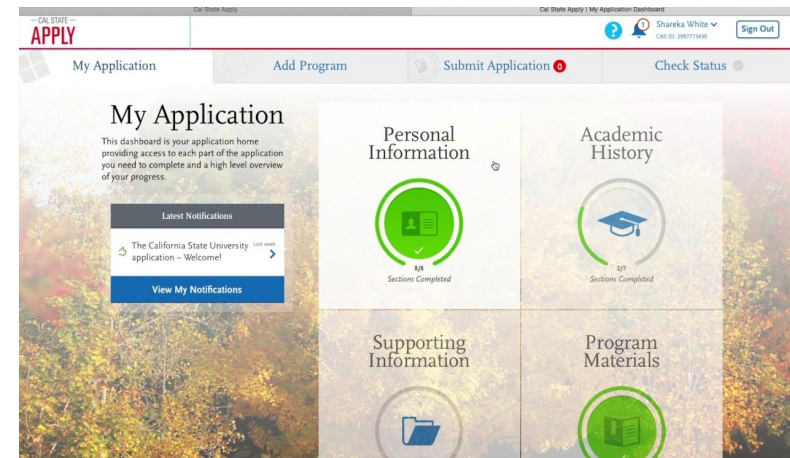 Cal State Apply
Cal State Apply | My Application Dashboard
CAL STATE
APPLY
?
1
Shareka White
CAS ID: 2997773430
Sign Out
My Application
Add Program
Submit Application 0
Check Status
My Application
This dashboard is your application home
providing access to each part of the application
you need to complete and a high level overview
of your progress.
Latest Notifications
The California State University
application – Welcome!
Last week
View My Notifications
Personal
Information
8/8
Sections Completed
Academic
History
2/7
Sections Completed
Supporting
Information
Program
Materials